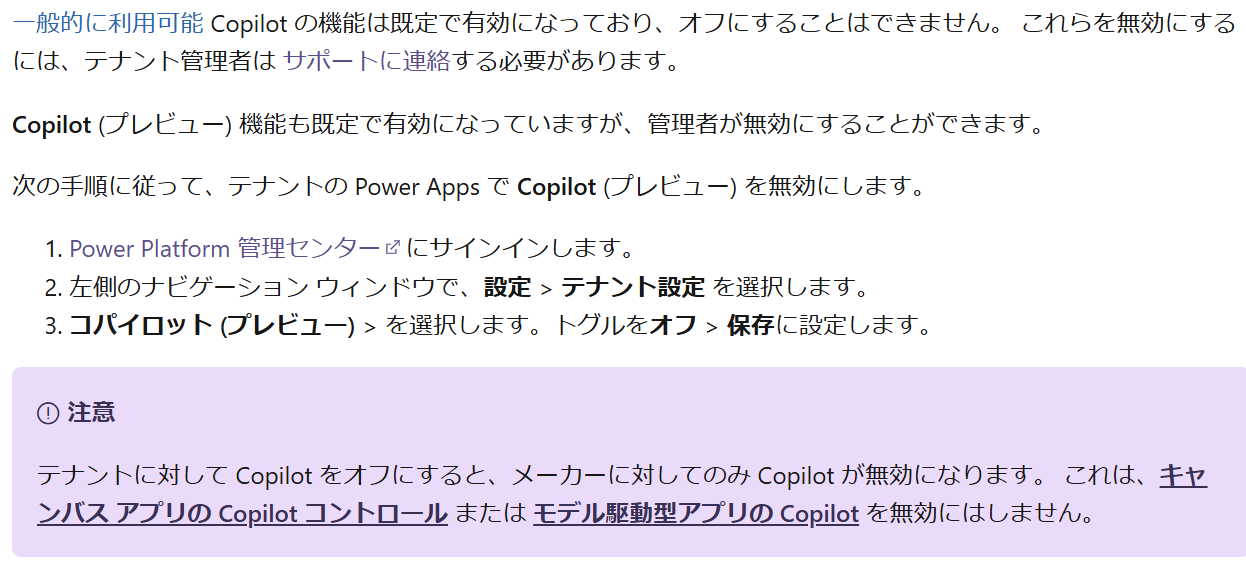 一般的に利用可能 Copilot の機能は既定で有効になっており、オフにすることはできません。 これらを無効にする
には、テナント管理者は サポートに連絡する必要があります。
Copilot (プレビュー) 機能も既定で有効になっていますが、管理者が無効にすることができます。
次の手順に従って、テナントの Power Apps で Copilot (プレビュー) を無効にします。
1. Power Platform 管理センター にサインインします。
2. 左側のナビゲーション ウィンドウで、設定 > テナント設定 を選択します。
3. コパイロット (プレビュー) > を選択します。トグルをオフ > 保存に設定します。
注意
テナントに対して Copilot をオフにすると、メーカーに対してのみ Copilot が無効になります。 これは、キャ
ンバス アプリの Copilot コントロール または モデル駆動型アプリの Copilot を無効にはしません。